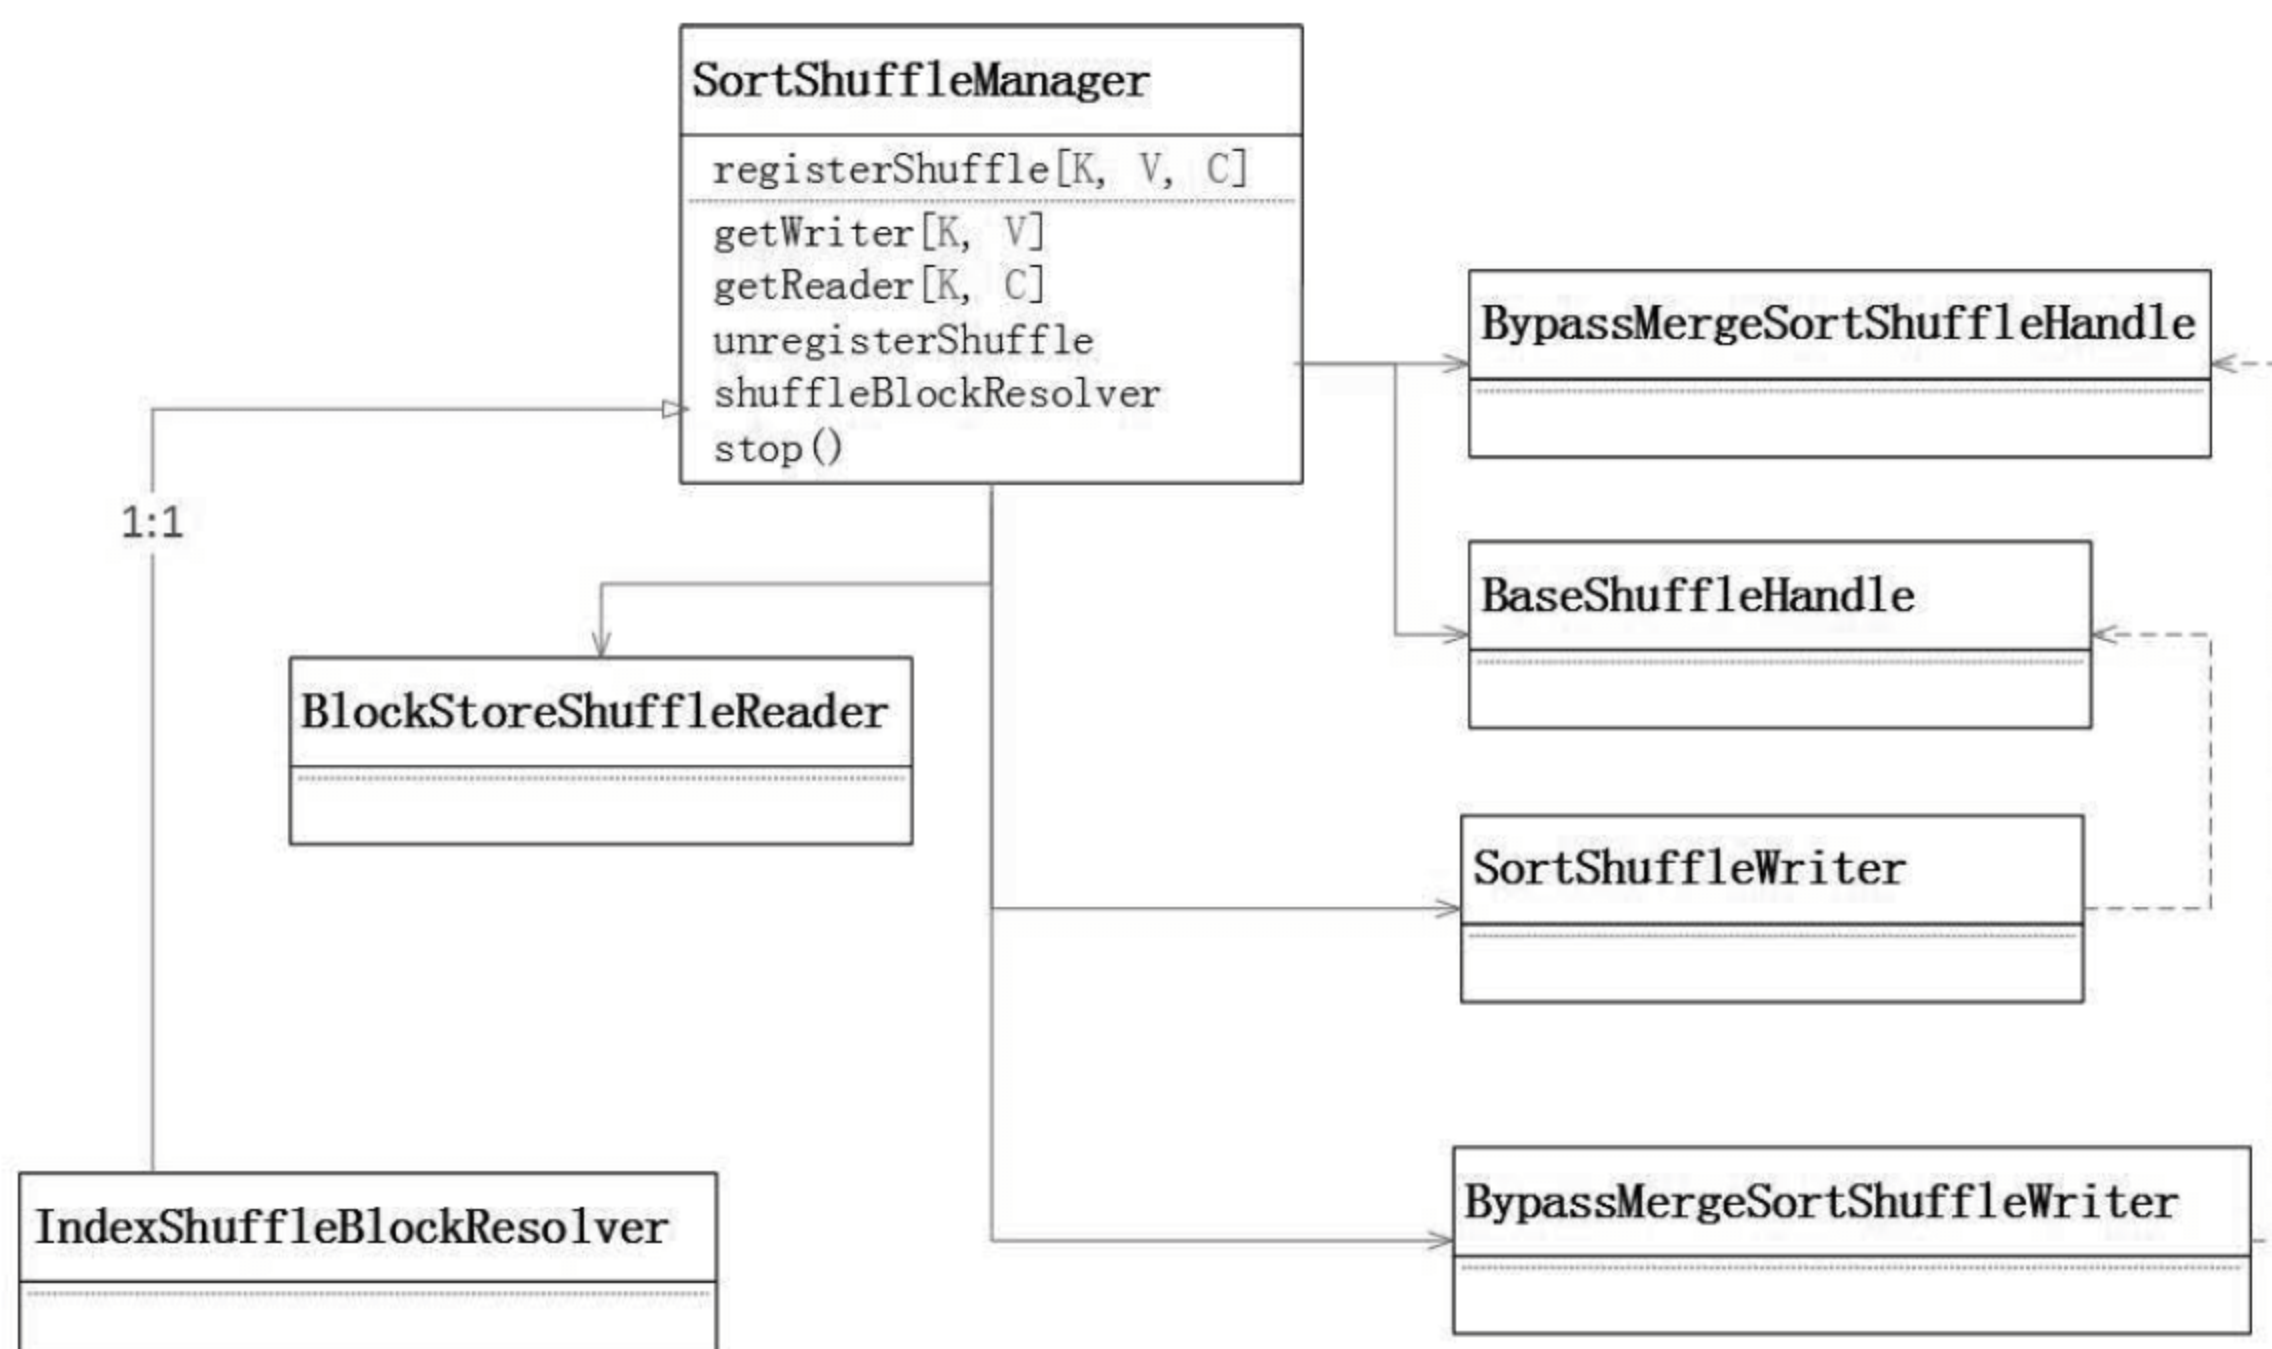 SortShuffleManager
registerShuffle[K, V, C]
getWriter[K, V]
getReader[K, C]
unregisterShuffle
shuffleBlockResolver
stop()
BypassMergeSortShuffleHandle
1:1
BaseShuffleHandle
BlockStoreShuffleReader
SortShuffleWriter
BypassMergeSortShuffleWriter
IndexShuffleBlockResolver